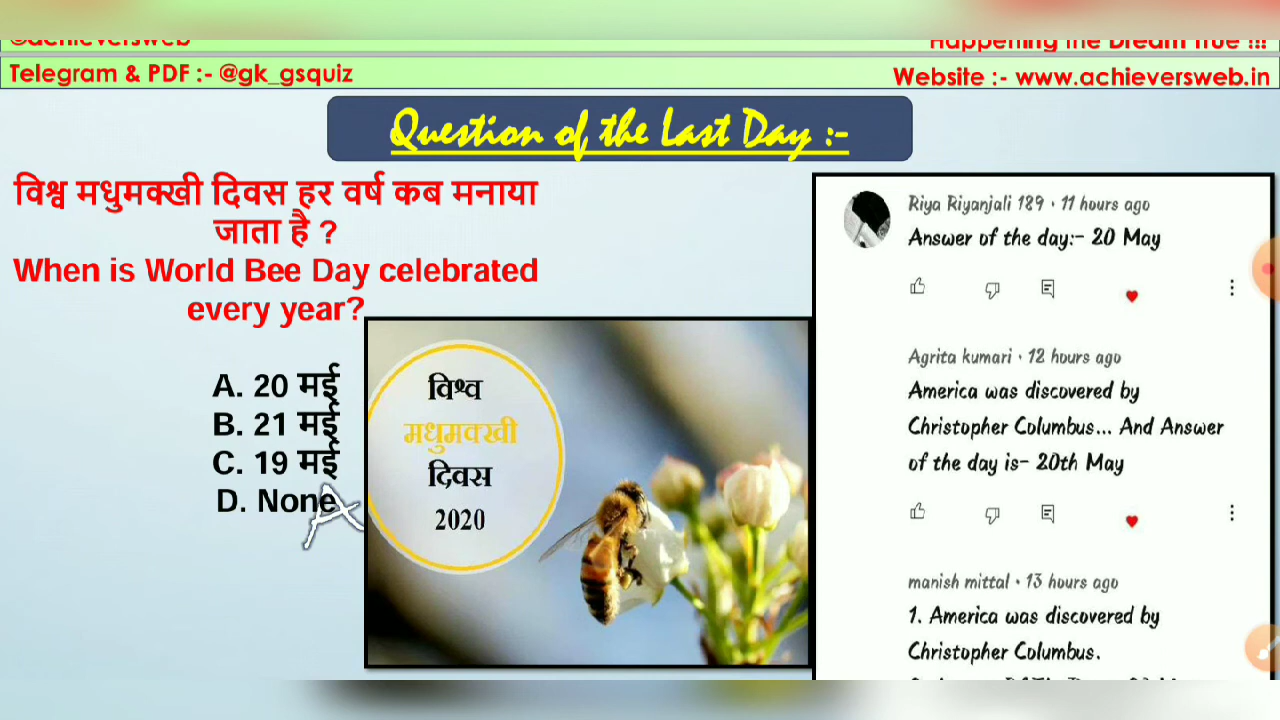 @achieversweb
Happening the Dream True !!!
Telegram & PDF :- @gk_gsquiz
Website :- www.achieversweb.in
Question of the Last Day :-
विश्व मधुमक्खी दिवस हर वर्ष कब मनाया
जाता है ?
When is World Bee Day celebrated
every year?
A. 20 मई
B. 21 मई
C. 19 मई
D. None
A
विश्व
मधुमक्खी
दिवस
2020
Riya Riyanjali 189 • 11 hours ago
Answer of the day:- 20 May
Agrita kumari • 12 hours ago
America was discovered by
Christopher Columbus... And Answer
of the day is- 20th May
manish mittal • 13 hours ago
1. America was discovered by
Christopher Columbus.